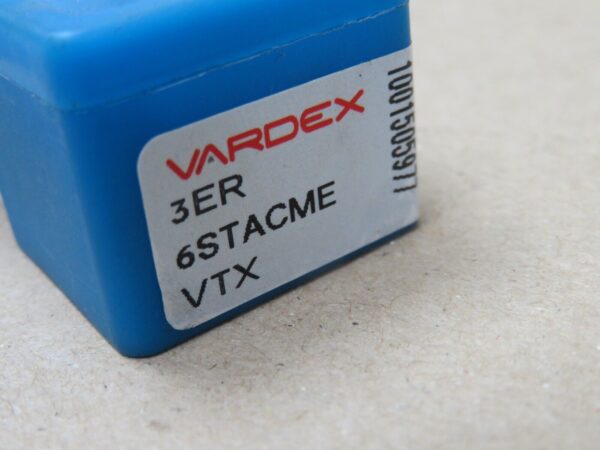 VARDEX
3ER
6STACME
VTX
1001505977